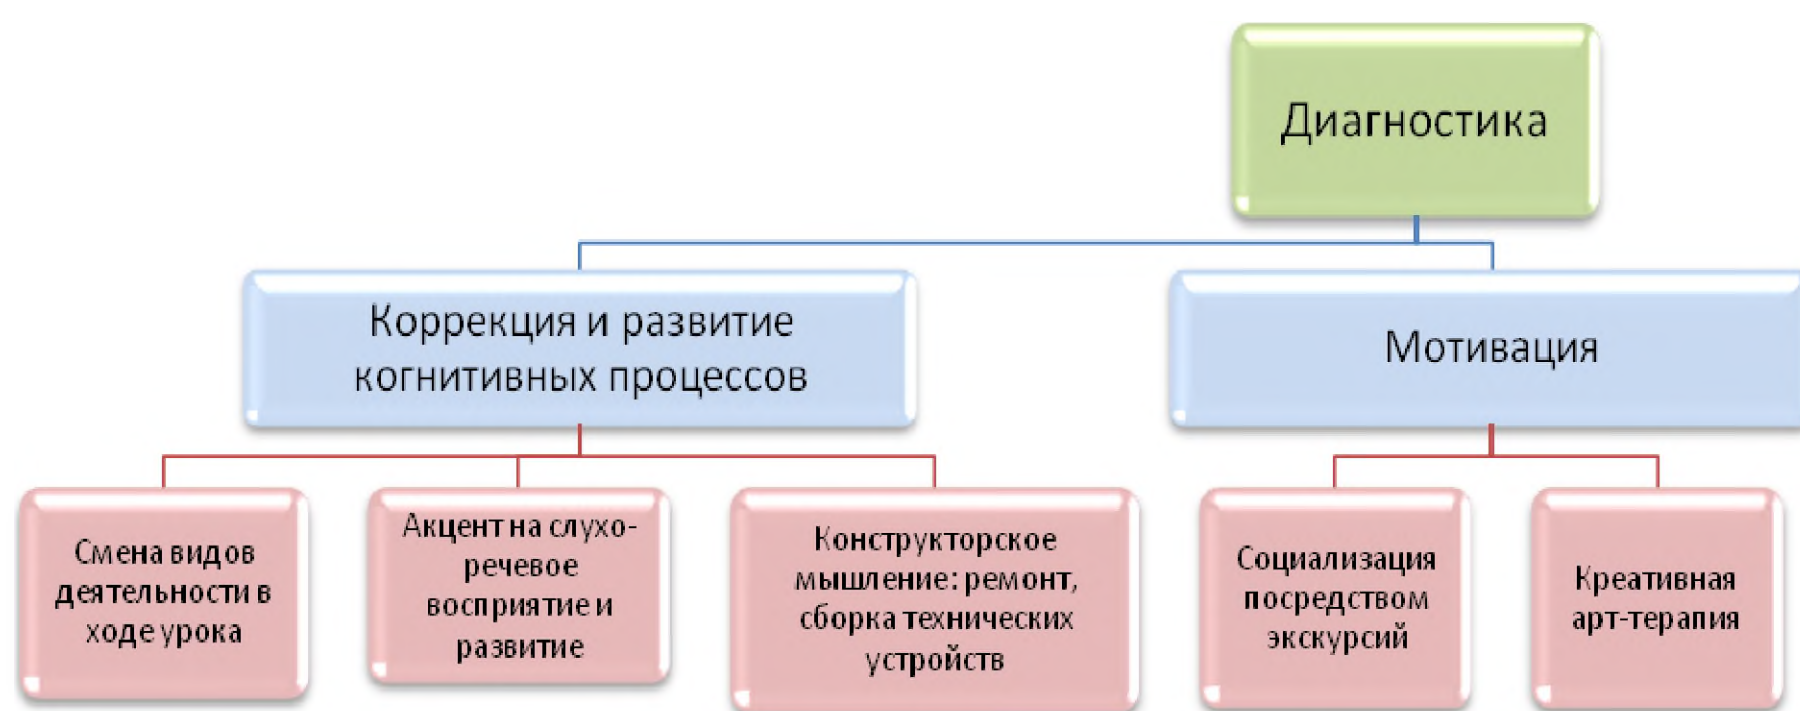 Диагностика
Коррекция и развитие
когнитивных процессов
Мотивация
Смена видов
деятельности в
ходе урока
Акцент на слухо-
речевое
восприятие и
развитие
Конструкторское
мышление: ремонт,
сборка технических
устройств
Социализация
посредством
экскурсий
Креативная
арт-терапия